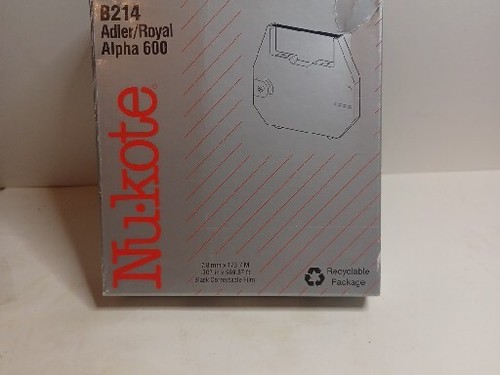 B214
Adler/Royal
Alpha 600
Nu·kote®
Black Correctable Film
Recyclable
Package